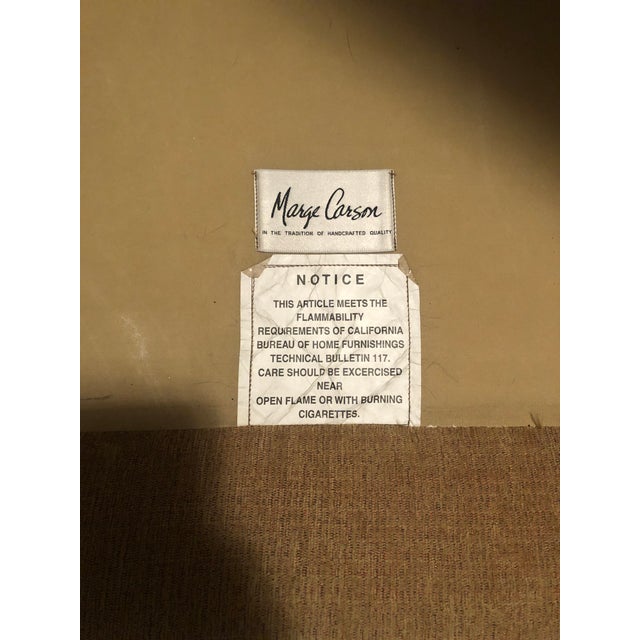 Marge Carson
IN THE TRADITION OF HANDCRAFTED QUALITY
NOTICE
THIS ARTICLE MEETS THE
FLAMMABILITY
REQUIREMENTS OF CALIFORNIA
BUREAU OF HOME FURNISHINGS
TECHNICAL BULLETIN 117.
CARE SHOULD BE EXCERCISED
NEAR
OPEN FLAME OR WITH BURNING
CIGARETTES.